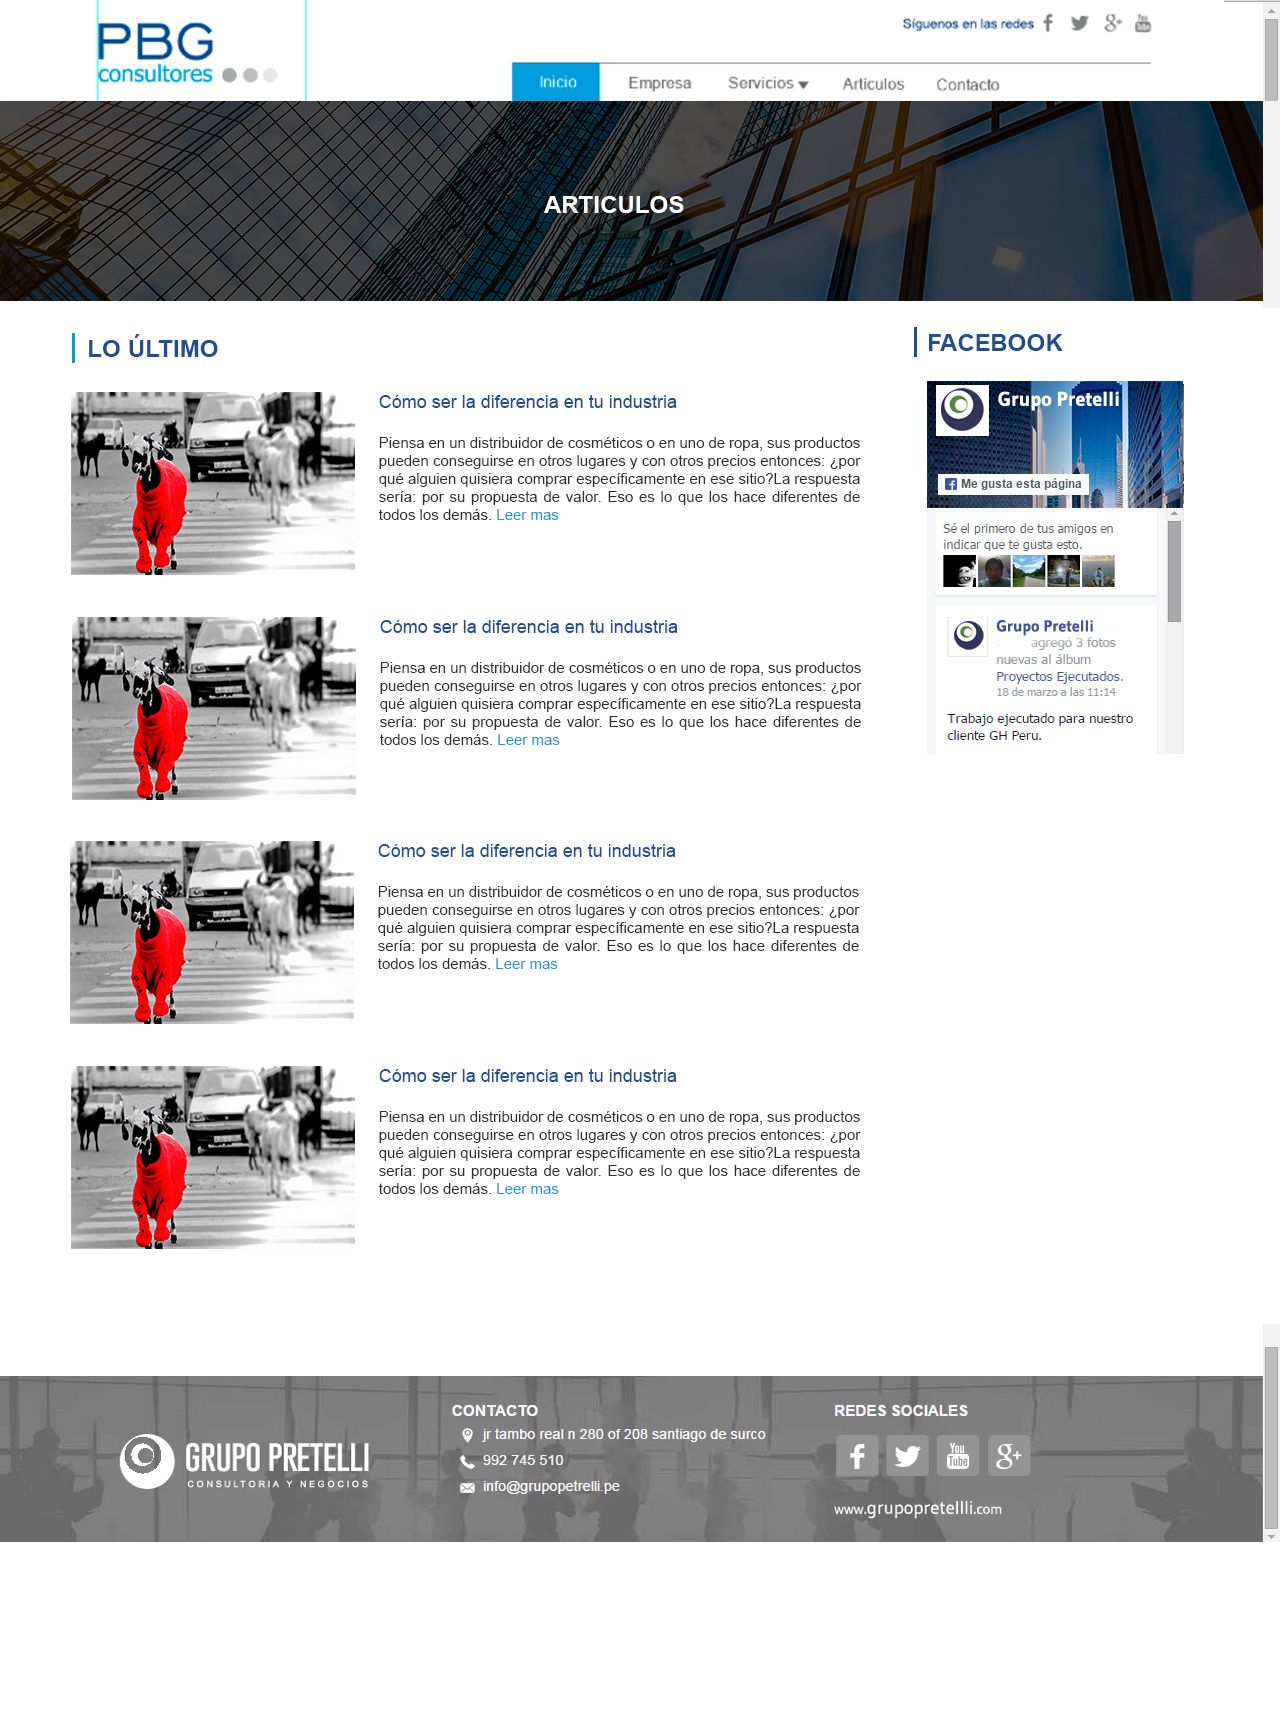 PBG
consultores
Síguenos en las redes
You
Tube
Inicio
Empresa
Servicios
Artículos
Contacto
ARTICULOS
LO ÚLTIMO
Cómo ser la diferencia en tu industria
Piensa en un distribuidor de cosméticos o en uno de ropa, sus productos
pueden conseguirse en otros lugares y con otros precios entonces: ¿por
qué alguien quisiera comprar específicamente en ese sitio?La respuesta
sería: por su propuesta de valor. Eso es lo que los hace diferentes de
todos los demás. Leer mas
Cómo ser la diferencia en tu industria
Piensa en un distribuidor de cosméticos o en uno de ropa, sus productos
pueden conseguirse en otros lugares y con otros precios entonces: ¿por
qué alguien quisiera comprar específicamente en ese sitio?La respuesta
sería: por su propuesta de valor. Eso es lo que los hace diferentes de
todos los demás. Leer mas
Cómo ser la diferencia en tu industria
Piensa en un distribuidor de cosméticos o en uno de ropa, sus productos
pueden conseguirse en otros lugares y con otros precios entonces: ¿por
qué alguien quisiera comprar específicamente en ese sitio?La respuesta
sería: por su propuesta de valor. Eso es lo que los hace diferentes de
todos los demás. Leer mas
Cómo ser la diferencia en tu industria
Piensa en un distribuidor de cosméticos o en uno de ropa, sus productos
pueden conseguirse en otros lugares y con otros precios entonces: ¿por
qué alguien quisiera comprar específicamente en ese sitio?La respuesta
sería: por su propuesta de valor. Eso es lo que los hace diferentes de
todos los demás. Leer mas
FACEBOOK
Grupo Pretelli
Me gusta esta página
Sé el primero de tus amigos en
indicar que te gusta esto.
Grupo Pretelli
agregó 3 fotos
nuevas al álbum
Proyectos Ejecutados.
18 de marzo a las 11:14
Trabajo ejecutado para nuestro
cliente GH Peru.
GRUPO PRETELLI
CONSULTORIA Y NEGOCIOS
CONTACTO
jr tambo real n 280 of 208 santiago de surco
992 745 510
info@grupopetrelli.pe
REDES SOCIALES
You
Tube
www.grupopretellli.com